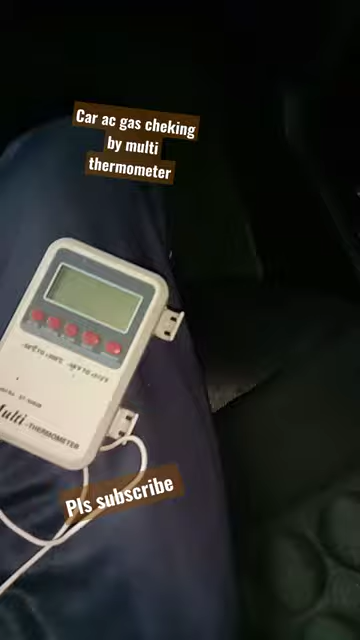 Car ac gas cheking
by multi
thermometer
Multi -THERMOMETER
Pls subscribe